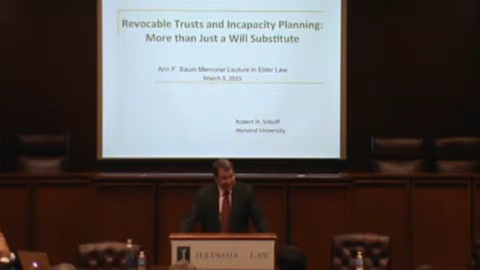 Revocable Trusts and Incapacity Planning:
More than Just a Will Substitute
Ann F. Baum Memorial Lecture in Elder Law
March 9, 2015
Robert H. Sitkoff
Harvard University
ILLINOIS LAW